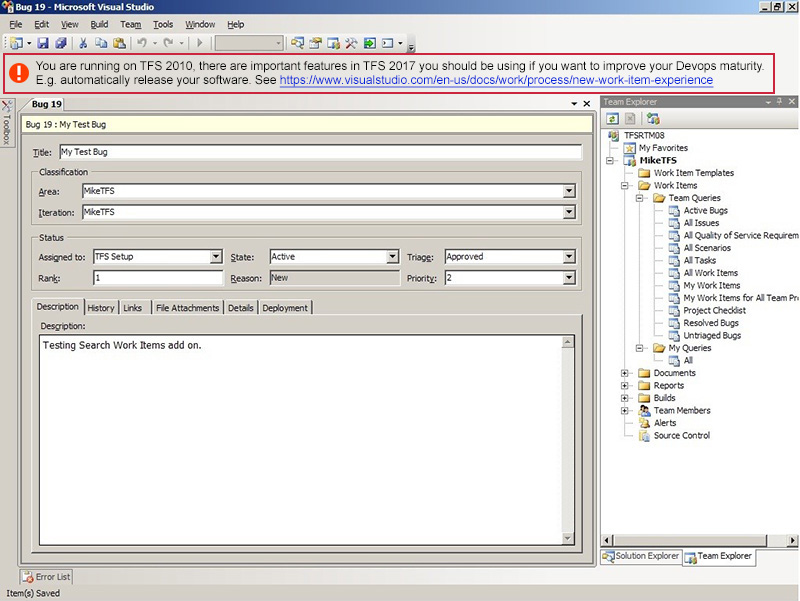 Bug 19 - Microsoft Visual Studio
File Edit View Build Team Tools Window Help
You are running on TFS 2010, there are important features in TFS 2017 you should be using if you want to improve your Devops maturity.
E.g. automatically release your software. See https://www.visualstudio.com/en-us/docs/work/process/new-work-item-experience
Toolbox
Bug 19
Bug 19 : My Test Bug
Title: My Test Bug
Classification
Area: MikeTFS
Iteration: MikeTFS
Status
Assigned to: TFS Setup State: Active Triage: Approved
Rank: 1 Reason: New Priority: 2
Description History Links File Attachments Details Deployment
Description:
Testing Search Work Items add on.
Error List
Item(s) Saved
Team Explorer
TFSRTM08
My Favorites
MikeTFS
Work Item Templates
Work Items
Team Queries
Active Bugs
All Issues
All Quality of Service Requirem
All Scenarios
All Tasks
All Work Items
My Work Items
My Work Items for All Team Pr
Project Checklist
Resolved Bugs
Untriaged Bugs
My Queries
All
Documents
Reports
Builds
Team Members
Alerts
Source Control
Solution Explorer Team Explorer